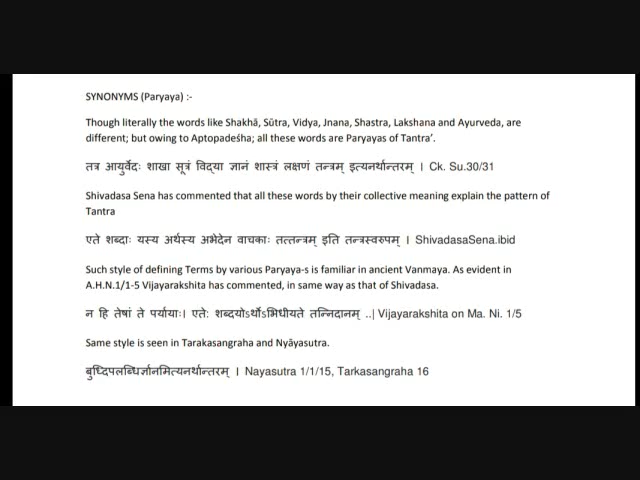 SYNONYMS (Paryaya) :-
Though literally the words like Shakhā, Sūtra, Vidya, Jnana, Shastra, Lakshana and Ayurveda, are
different; but owing to Aptopadeśha; all these words are Paryayas of Tantra’.
तत्र आयुर्वेदः शाखा सूत्रं विद्या ज्ञानं शास्त्रं लक्षणं तन्त्रम् इत्यनर्थान्तरम् । Ck. Su.30/31
Shivadasa Sena has commented that all these words by their collective meaning explain the pattern of
Tantra
एते शब्दाः यस्य अर्थस्य अभेदेन वाचकाः तत्तन्त्रम् इति तन्त्रस्वरुपम् । ShivadasaSena.ibid
Such style of defining Terms by various Paryaya-s is familiar in ancient Vanmaya. As evident in
A.H.N.1/1-5 Vijayarakshita has commented, in same way as that of Shivadasa.
न हि तेषां ते पर्यायाः। एतेः शब्दयोऽर्थोऽभिधीयते तन्निदानम् ..| Vijayarakshita on Ma. Ni. 1/5
Same style is seen in Tarakasangraha and Nyāyasutra.
बुध्दिपलब्धिर्ज्ञानमित्यनर्थान्तरम् । Nayasutra 1/1/15, Tarkasangraha 16